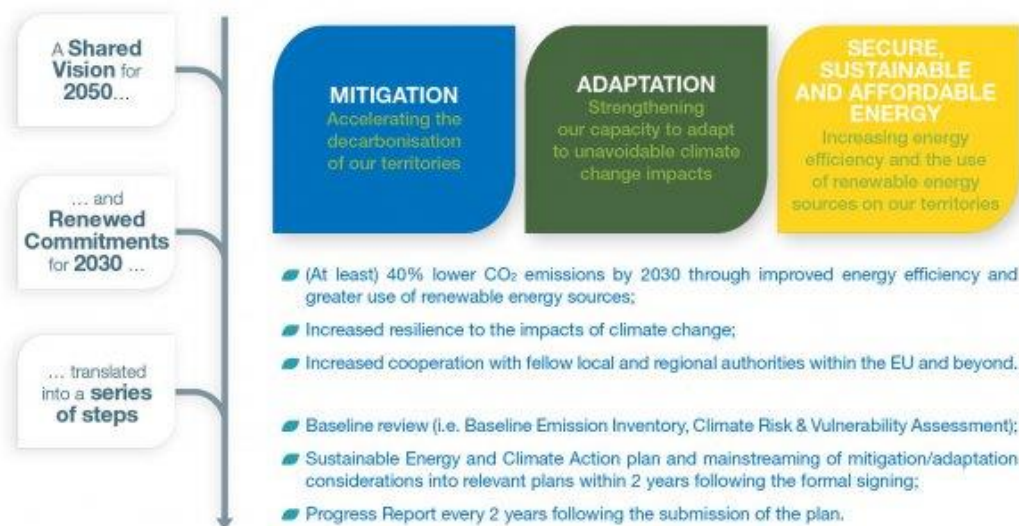 A Shared
Vision for
2050...
MITIGATION
Accelerating the
decarbonisation
of our territories
ADAPTATION
Strengthening
our capacity to adapt
to unavoidable climate
change impacts
SECURE,
SUSTAINABLE
AND AFFORDABLE
ENERGY
Increasing energy
efficiency and the use
of renewable energy
sources on our territories
... and
Renewed
Commitments
for 2030 ...
(At least) 40% lower CO₂ emissions by 2030 through improved energy efficiency and
greater use of renewable energy sources;
Increased resilience to the impacts of climate change;
Increased cooperation with fellow local and regional authorities within the EU and beyond.
... translated
into a series
of steps
Baseline review (i.e. Baseline Emission Inventory, Climate Risk & Vulnerability Assessment);
Sustainable Energy and Climate Action plan and mainstreaming of mitigation/adaptation
considerations into relevant plans within 2 years following the formal signing;
Progress Report every 2 years following the submission of the plan.